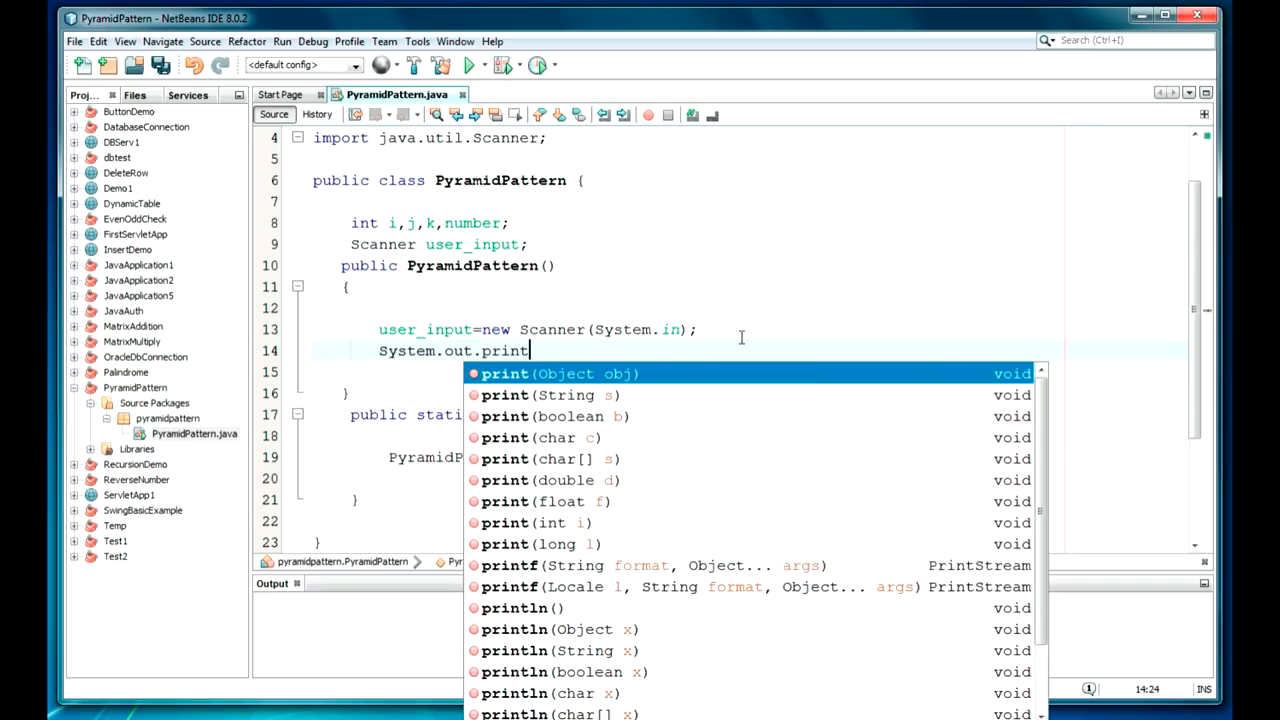 PyramidPattern - NetBeans IDE 8.0.2
File Edit View Navigate Source Refactor Run Debug Profile Team Tools Window Help
Search (Ctrl+I)
<default config>
Proj... Files Services
Start Page PyramidPattern.java
Source History
ButtonDemo
DatabaseConnection
DBServ1
dbtest
DeleteRow
Demo1
DynamicTable
EvenOddCheck
FirstServletApp
InsertDemo
JavaApplication1
JavaApplication2
JavaApplication5
JavaAuth
MatrixAddition
MatrixMultiply
OracleDbConnection
Palindrome
PyramidPattern
Source Packages
pyramidpattern
PyramidPattern.java
Libraries
RecursionDemo
ReverseNumber
ServletApp1
SwingBasicExample
Temp
Test1
Test2
4 import java.util.Scanner;
5
6 public class PyramidPattern {
7
8 int i,j,k,number;
9 Scanner user_input;
10 public PyramidPattern()
11 {
12
13 user_input=new Scanner(System.in);
14 System.out.print
15
16 }
17 public stati
18
19 PyramidP
20
21 }
22
23 }
print(Object obj) void
print(String s) void
print(boolean b) void
print(char c) void
print(char[] s) void
print(double d) void
print(float f) void
print(int i) void
print(long l) void
printf(String format, Object... args) PrintStream
printf(Locale l, String format, Object... args) PrintStream
println() void
println(Object x) void
println(String x) void
println(boolean x) void
println(char x) void
println(char[] x) void
pyramidpattern.PyramidPattern Pyr
Output
1 14:24 INS